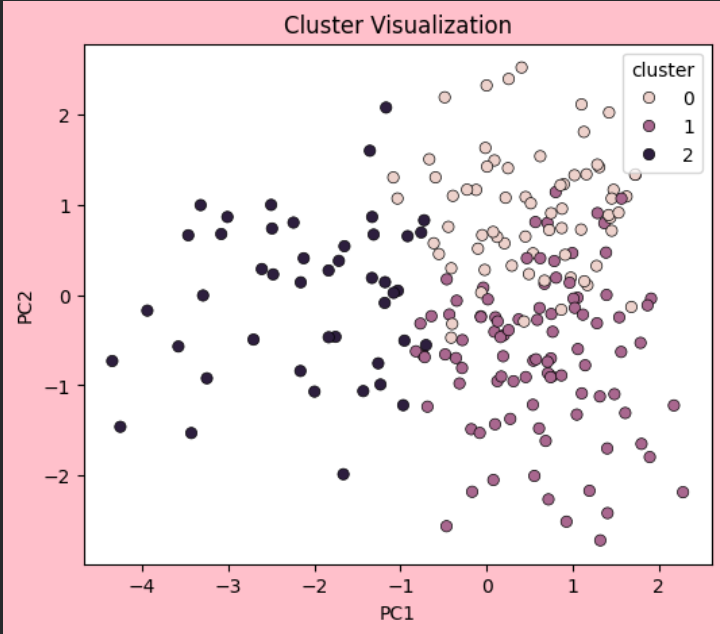 Cluster Visualization
cluster
0
1
2
2
1
0
−1
−2
PC2
−4 −3 −2 −1 0 1 2
PC1